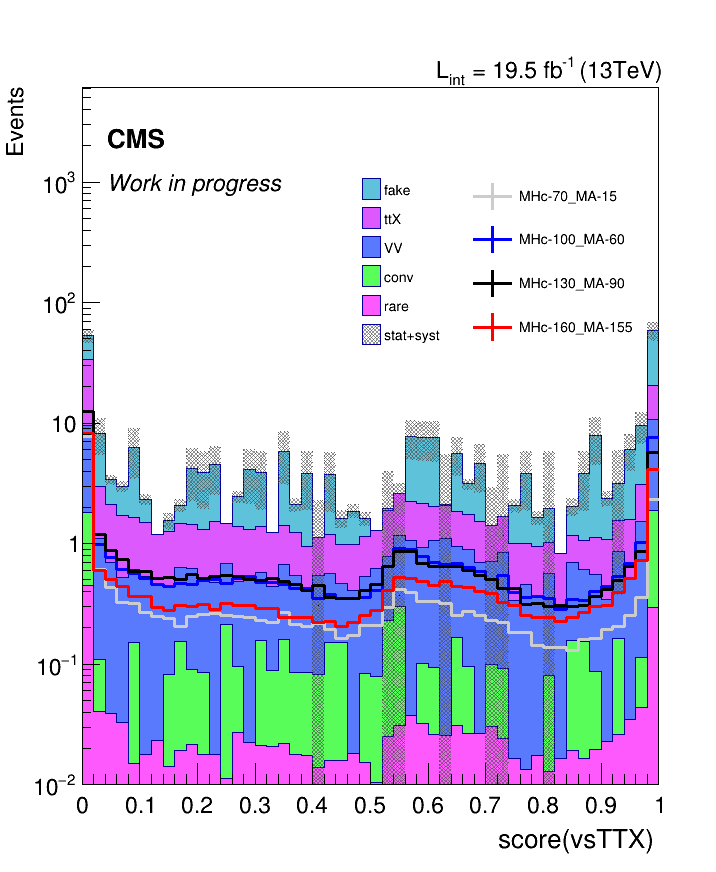 L_int = 19.5 fb^-1 (13TeV)
Events
CMS
Work in progress
fake
ttX
VV
conv
rare
stat+syst
MHc-70_MA-15
MHc-100_MA-60
MHc-130_MA-90
MHc-160_MA-155
10^3
10^2
10
1
10^−1
10^−2
0 0.1 0.2 0.3 0.4 0.5 0.6 0.7 0.8 0.9 1
score(vsTTX)